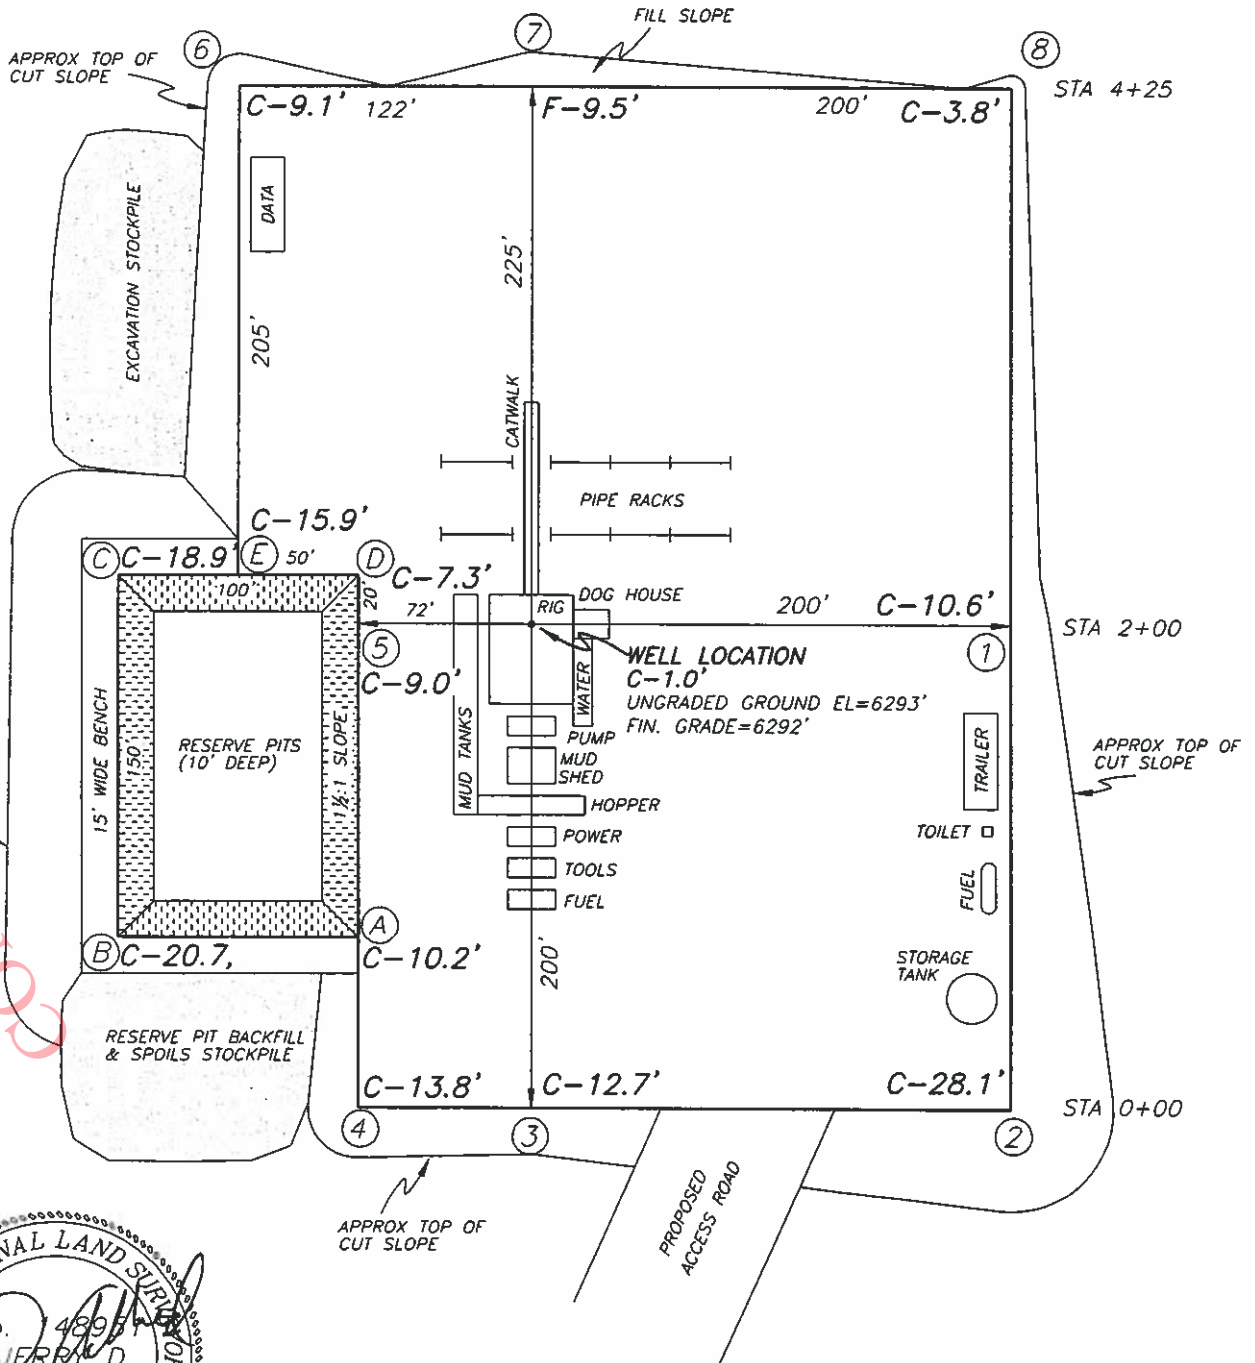 FILL SLOPE
6
7
8
APPROX TOP OF
CUT SLOPE
STA 4+25
C-9.1'
122'
F-9.5'
200'
C-3.8'
DATA
EXCAVATION STOCKPILE
225'
205'
CATWALK
PIPE RACKS
C-15.9'
C
C-18.9'
E
50'
D
100'
20'
C-7.3'
72'
RIG
DOG HOUSE
200'
C-10.6'
STA 2+00
5
1
C-9.0'
WELL LOCATION
C-1.0'
UNGRADED GROUND EL=6293'
FIN. GRADE=6292'
WATER
15' WIDE BENCH
150'
RESERVE PITS
(10' DEEP)
1½:1 SLOPE
MUD TANKS
PUMP
MUD
SHED
HOPPER
POWER
TOOLS
FUEL
TRAILER
APPROX TOP OF
CUT SLOPE
TOILET
FUEL
A
B
C-20.7,
C-10.2'
200'
STORAGE
TANK
RESERVE PIT BACKFILL
& SPOILS STOCKPILE
C-13.8'
C-12.7'
C-28.1'
STA 0+00
4
3
2
APPROX TOP OF
CUT SLOPE
PROPOSED
ACCESS ROAD
NAL LAND SURV